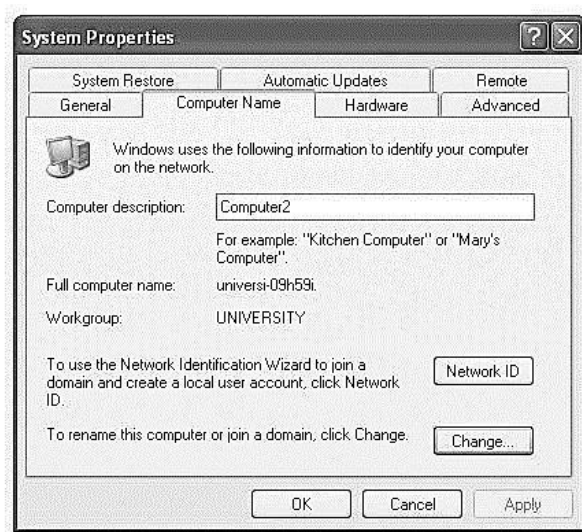 System Properties
System Restore Automatic Updates Remote
General Computer Name Hardware Advanced
Windows uses the following information to identify your computer
on the network.
Computer description: Computer2
For example: "Kitchen Computer" or "Mary's
Computer".
Full computer name: universi-09h59i.
Workgroup: UNIVERSITY
To use the Network Identification Wizard to join a
domain and create a local user account, click Network
ID.
Network ID
To rename this computer or join a domain, click Change.
Change...
OK Cancel Apply